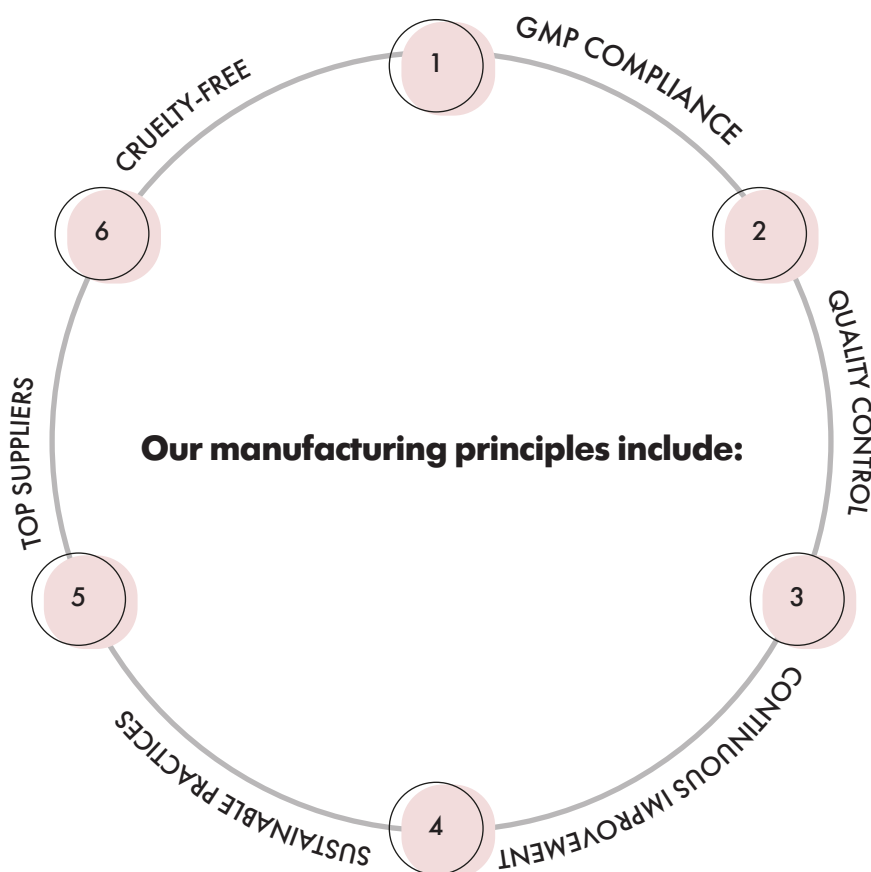 1
GMP COMPLIANCE
2
QUALITY CONTROL
3
CONTINUOUS IMPROVEMENT
4
SUSTAINABLE PRACTICES
5
TOP SUPPLIERS
6
CRUELTY-FREE
Our manufacturing principles include: